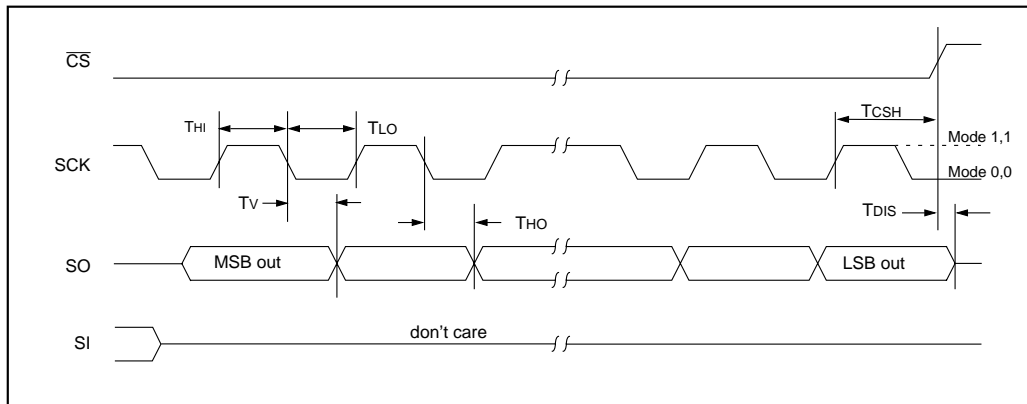 CS
THI
TLO
TCSH
SCK
Mode 1,1
Mode 0,0
TV
THO
TDIS
SO
MSB out
LSB out
SI
don't care